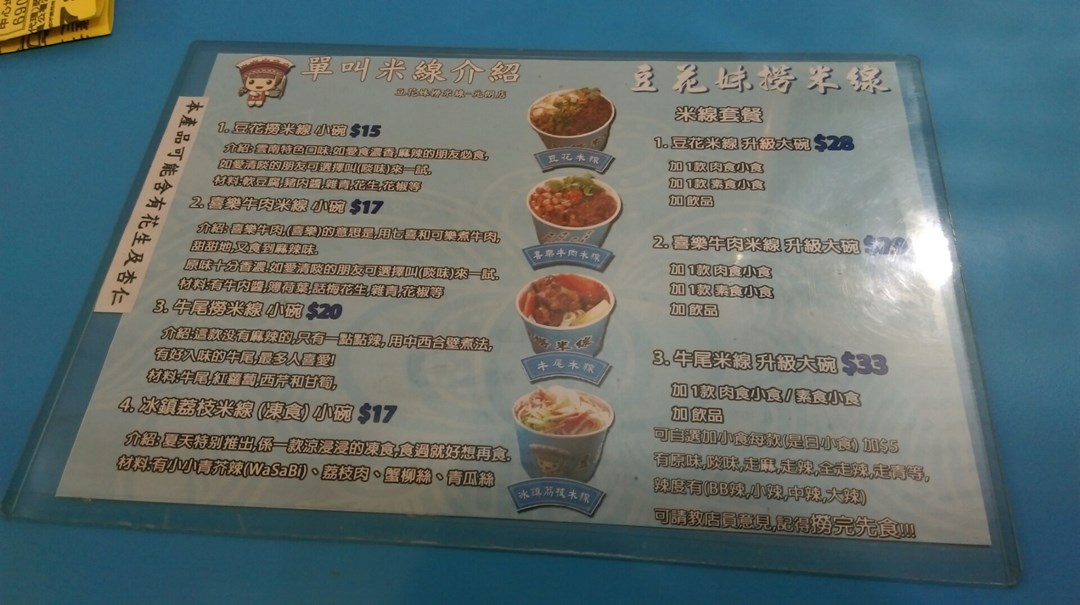 單叫米線介紹
豆花妹撈米線-元朗店
本產品可能含有花生及杏仁
1. 豆花撈米線 小碗 $15
介紹:雲南特色口味.如愛食濃香,麻辣的朋友必食,
如愛清啖的朋友可選擇叫(啖味)來一試.
材料:軟豆腐,豬肉醬,雜青,花生,花椒等
2. 喜樂牛肉米線 小碗 $17
介紹:喜樂牛肉,(喜樂)的意思是,用七喜和可樂煮牛肉,
甜甜地,又食到麻辣味.
原味十分香濃!如愛清啖的朋友可選擇叫(啖味)來一試.
材料:有牛肉醬,薄荷葉,話梅花生,雜青,花椒等
3. 牛尾撈米線 小碗 $20
介紹:這款没有麻辣的,只有一點點辣, 用中西合壁煮法,
有好入味的牛尾,最多人喜愛!
材料:牛尾,紅蘿蔔,西芹和甘筍,
4. 冰鎮荔枝米線 (凍食) 小碗 $17
介紹: 夏天特別推出,係一款涼浸浸的凍食,食過就好想再食.
材料:有小小青芥辣(WaSaBi)、荔枝肉、蟹柳絲、青瓜絲
豆花米線
喜樂牛肉米線
撈米線
牛尾米線
冰鎮荔枝米線
豆花妹撈米線
米線套餐
1. 豆花米線 升級大碗 $28
加 1款 肉食小食
加 1款 素食小食
加 飲品
2. 喜樂牛肉米線 升級大碗
加 1款 肉食小食
加 1款 素食小食
加 飲品
3. 牛尾米線 升級大碗 $33
加 1款 肉食小食 / 素食小食
加 飲品
可自選加小食每款(是日小食) 加$5
有原味,啖味,走麻,走辣,全走辣,走青等,
辣度有(BB辣,小辣,中辣,大辣)
可請教店員意見,記得撈完先食!!!